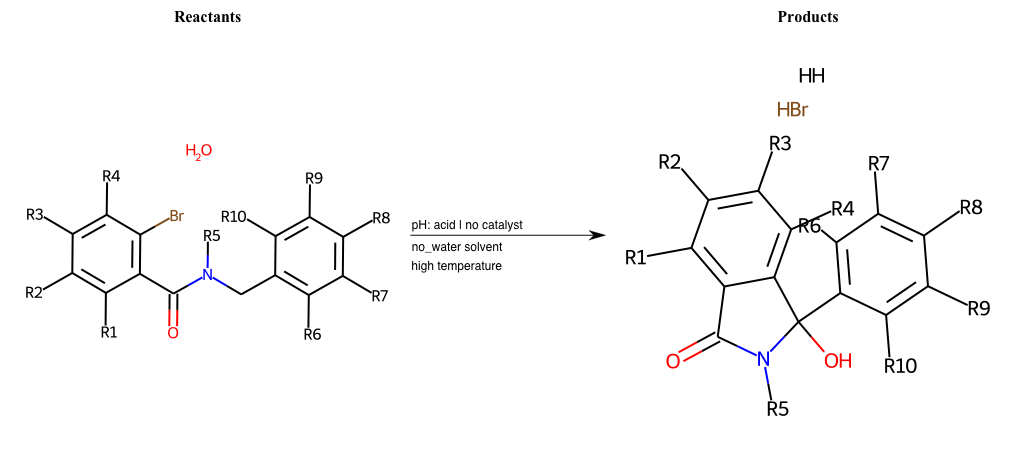 Reactants
Products
HH
HBr
H2O
R4
R3
Br
R2
R1
O
R5
N
R9
R10
R8
R7
R6
pH: acid | no catalyst
no_water solvent
high temperature
R2
R3
R7
R4
R6
R8
R1
R9
O
N
OH
R10
R5